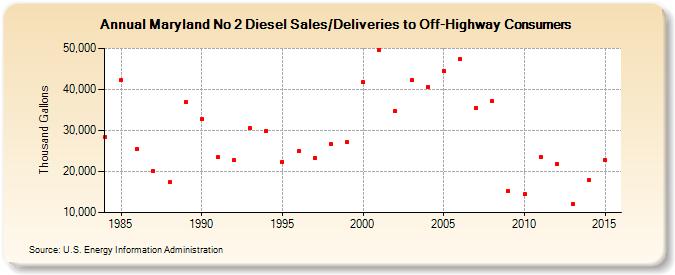 Annual Maryland No 2 Diesel Sales/Deliveries to Off-Highway Consumers
Thousand Gallons
50,000
40,000
30,000
20,000
10,000
1985 1990 1995 2000 2005 2010 2015
Source: U.S. Energy Information Administration